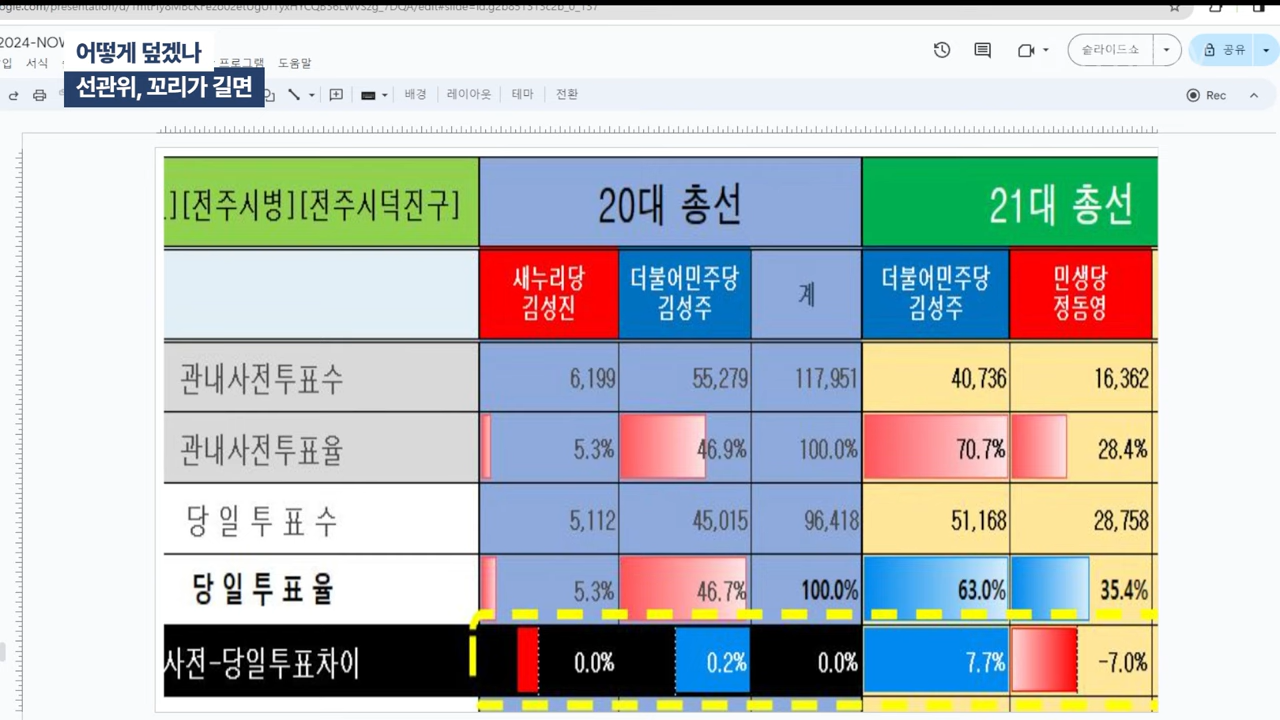 2024-NOV
어떻게 덮겠나
선관위, 꼬리가 길면
입 서식
프로그램 도움말
슬라이드쇼
공유
배경 레이아웃 테마 전환
Rec
][전주시병][전주시덕진구] 20대 총선 21대 총선
새누리당 더불어민주당 계 더불어민주당 민생당
김성진 김성주 김성주 정동영
관내사전투표수 6,199 55,279 117,951 40,736 16,362
관내사전투표율 5.3% 46.9% 100.0% 70.7% 28.4%
당 일 투 표 수 5,112 45,015 96,418 51,168 28,758
당 일 투 표 율 5.3% 46.7% 100.0% 63.0% 35.4%
사전-당일투표차이 0.0% 0.2% 0.0% 7.7% -7.0%